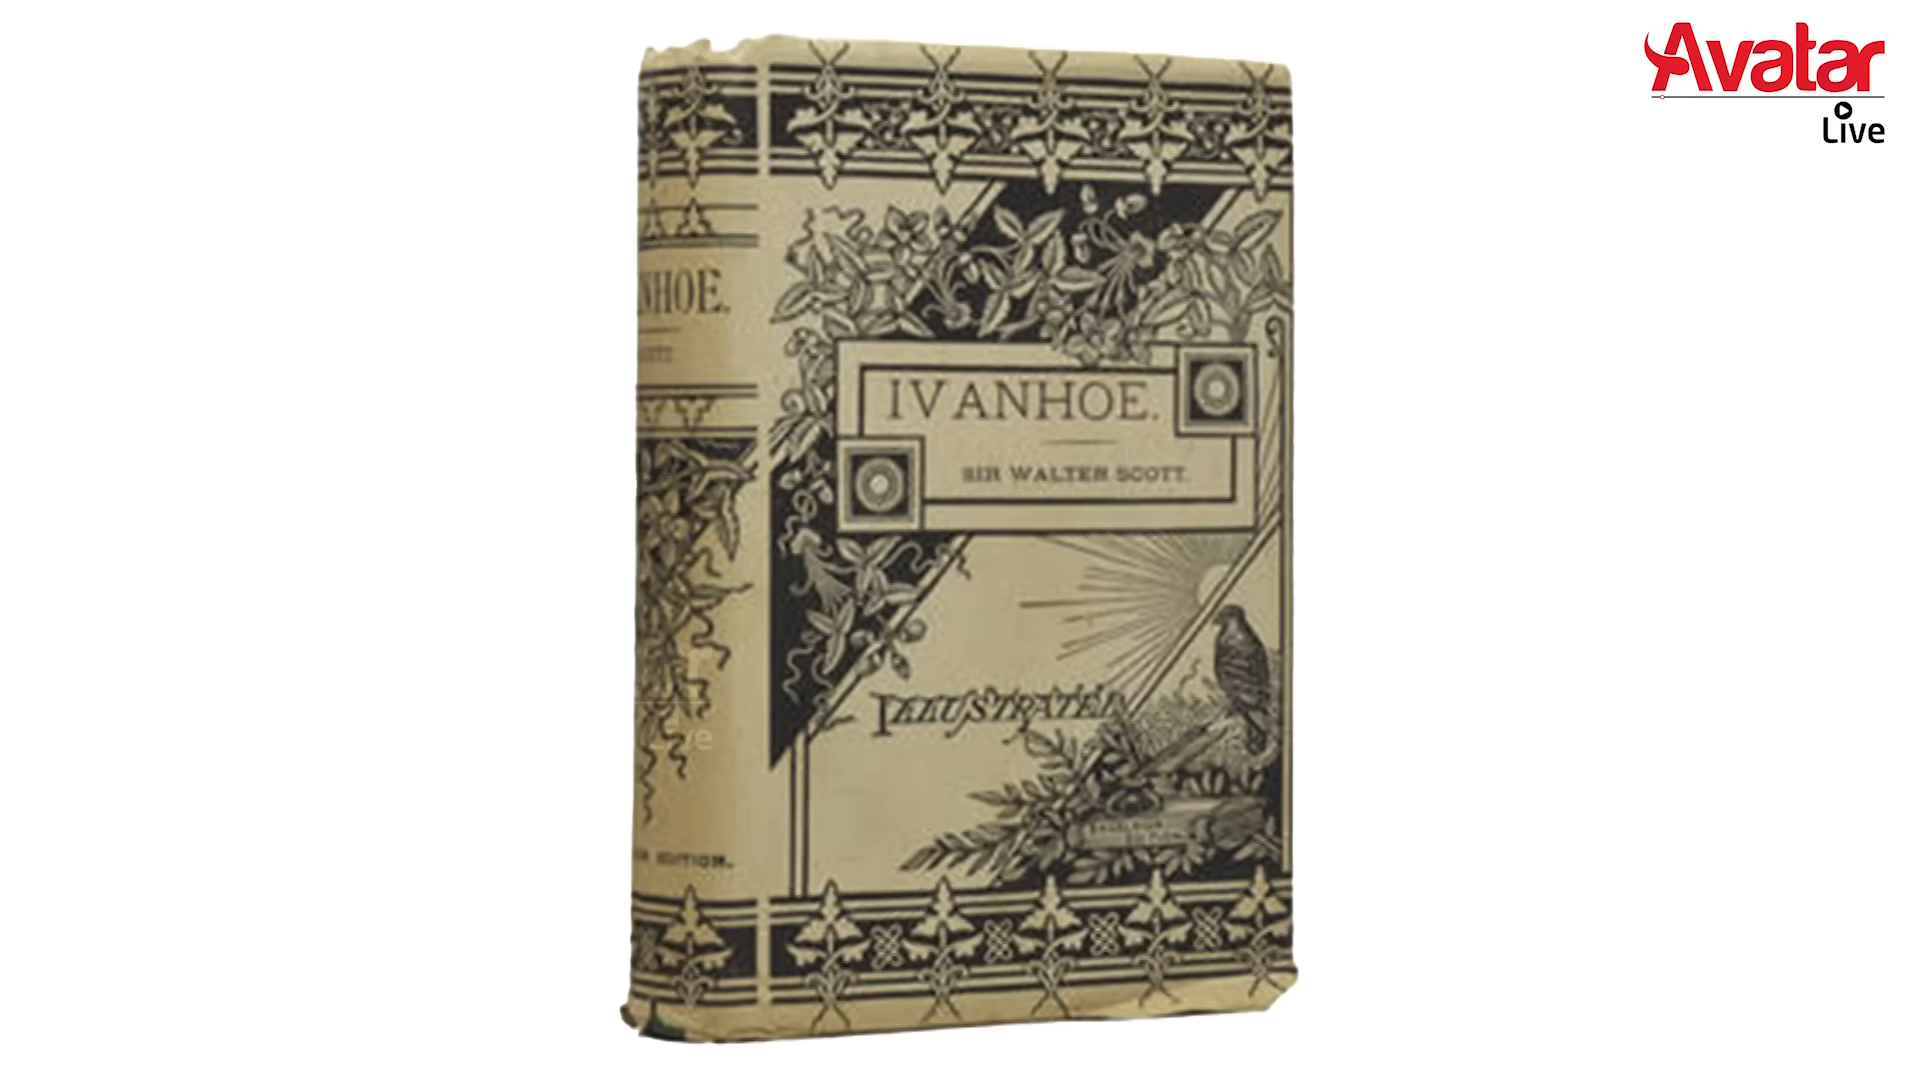 Avatar
Live
NHOE.
IVANHOE.
SIR WALTER SCOTT.
ILLUSTRATED
EDITION.